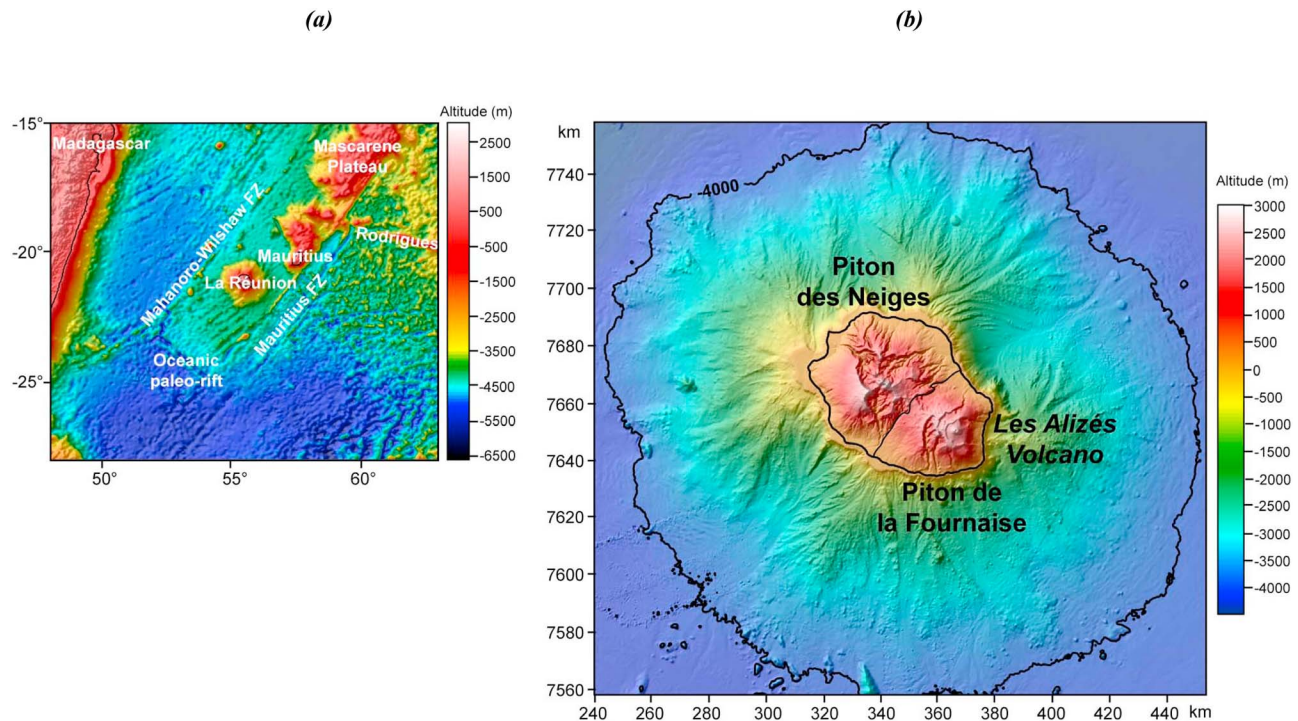 (a)
(b)
Altitude (m)
-15°
-20°
-25°
50°
55°
60°
Madagascar
Mascarene
Plateau
Mahanoro-Wilshaw FZ
Rodrigues
Mauritius
La Réunion
Mauritius FZ
Oceanic
paleo-rift
2500
1500
500
-500
-1500
-2500
-3500
-4500
-5500
-6500
km
7740
7720
7700
7680
7660
7640
7620
7600
7580
7560
240
260
280
300
320
340
360
380
400
420
440
km
-4000
Piton
des Neiges
Les Alizés
Volcano
Piton de
la Fournaise
Altitude (m)
3000
2500
2000
1500
1000
500
0
-500
-1000
-1500
-2000
-2500
-3000
-3500
-4000